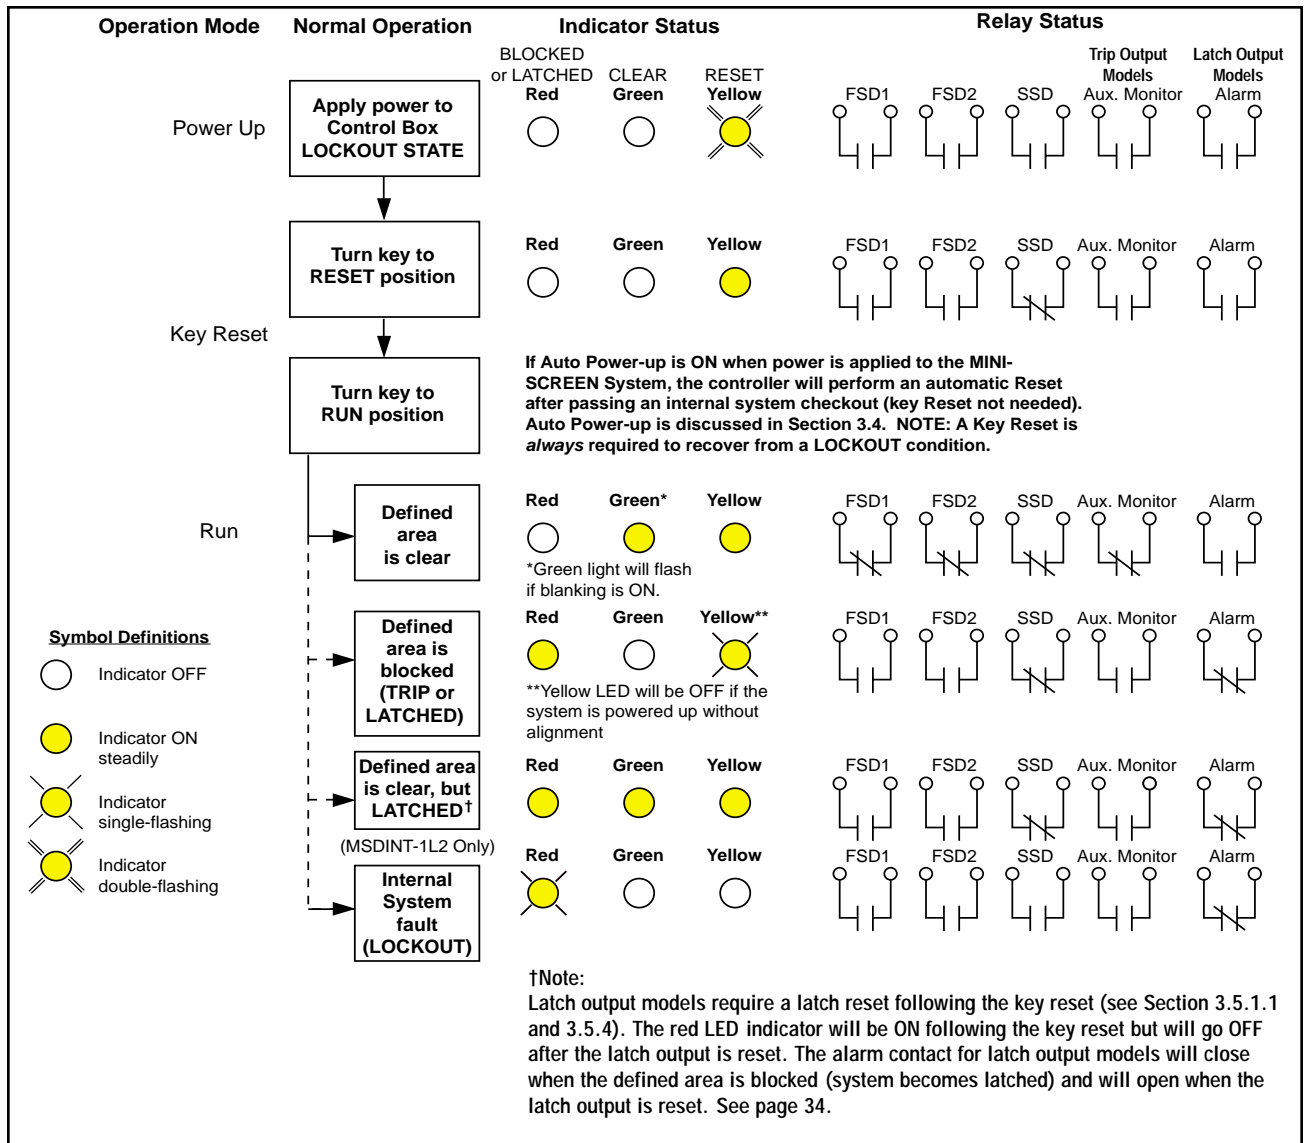 Operation Mode Normal Operation Indicator Status Relay Status
BLOCKED or LATCHED CLEAR RESET
Trip Output Models Latch Output Models
Red Green Yellow FSD1 FSD2 SSD Aux. Monitor Alarm
Power Up
Apply power to
Control Box
LOCKOUT STATE
Turn key to
RESET position
Red Green Yellow FSD1 FSD2 SSD Aux. Monitor Alarm
Key Reset
Turn key to
RUN position
If Auto Power-up is ON when power is applied to the MINI-
SCREEN System, the controller will perform an automatic Reset
after passing an internal system checkout (key Reset not needed).
Auto Power-up is discussed in Section 3.4. NOTE: A Key Reset is
always required to recover from a LOCKOUT condition.
Run
Defined
area
is clear
Red Green* Yellow FSD1 FSD2 SSD Aux. Monitor Alarm
*Green light will flash
if blanking is ON.
Defined
area is
blocked
(TRIP or
LATCHED)
Red Green Yellow** FSD1 FSD2 SSD Aux. Monitor Alarm
**Yellow LED will be OFF if the
system is powered up without
alignment
Symbol Definitions
Indicator OFF
Indicator ON
steadily
Indicator
single-flashing
Indicator
double-flashing
Defined area
is clear, but
LATCHED†
(MSDINT-1L2 Only)
Red Green Yellow FSD1 FSD2 SSD Aux. Monitor Alarm
Internal
System
fault
(LOCKOUT)
Red Green Yellow FSD1 FSD2 SSD Aux. Monitor Alarm
†Note:
Latch output models require a latch reset following the key reset (see Section 3.5.1.1
and 3.5.4). The red LED indicator will be ON following the key reset but will go OFF
after the latch output is reset. The alarm contact for latch output models will close
when the defined area is blocked (system becomes latched) and will open when the
latch output is reset. See page 34.